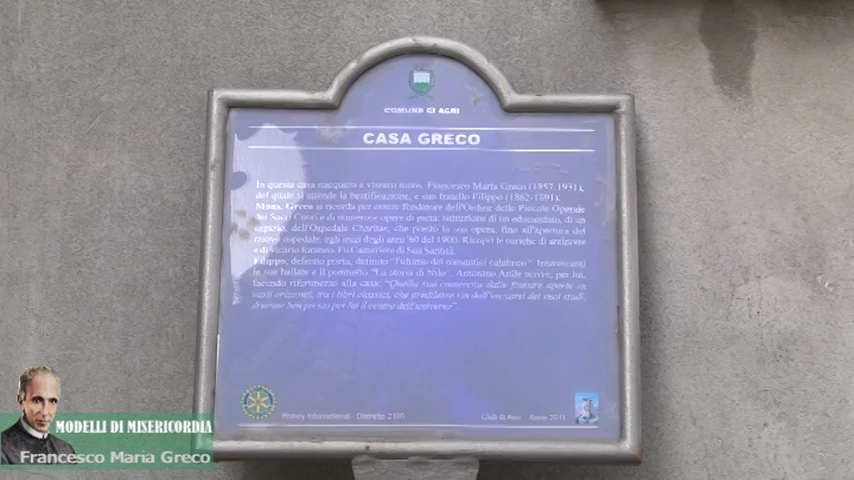 COMUNE DI ACRI
CASA GRECO
In questa casa nacquero e vissero mons. Francesco Maria Greco (1857-1931),
del quale si attende la beatificazione, e suo fratello Filippo (1862-1891).
Mons. Greco si ricorda per essere fondatore dell'Ordine delle Piccole Operaie
dei Sacri Cuori e di numerose opere di pietà: istituzione di un educandato, di un
ospizio, dell'Ospedale Charitas, che prestò la sua opera, fino all'apertura del
nuovo ospedale, agli inizi degli anni '60 del 1900. Ricoprì le cariche di arciprete
e di vicario foraneo. Fu Cameriere di Sua Santità.
Filippo, definito poeta, definito "l'ultimo dei romantici calabresi". Interessanti
le sue ballate e il poemetto "La storia di Nilo". Antonino Anile scrive, per lui,
facendo riferimento alla casa: "Quella sua cameretta dalle finestre aperte su
vasti orizzonti, tra i libri classici, che predilesse sin dall'
divenne ben presto per lui il centro dell'universo".
Rotary International - Distretto 2100
Club di Acri - Anno 2011
MODELLI DI MISERICORDIA
Francesco Maria Greco